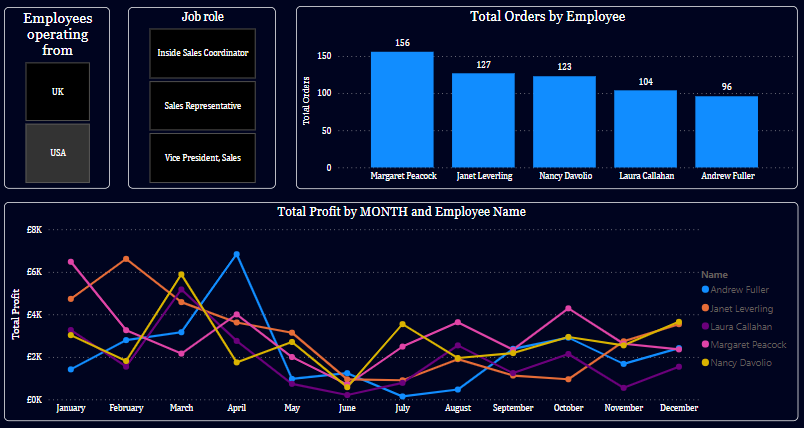 Employees
operating
from
UK
USA
Job role
Inside Sales Coordinator
Sales Representative
Vice President, Sales
Total Orders by Employee
Total Orders
150
100
50
0
156
127
123
104
96
Margaret Peacock
Janet Leverling
Nancy Davolio
Laura Callahan
Andrew Fuller
Total Profit by MONTH and Employee Name
Total Profit
£8K
£6K
£4K
£2K
£0K
January
February
March
April
May
June
July
August
September
October
November
December
Name
Andrew Fuller
Janet Leverling
Laura Callahan
Margaret Peacock
Nancy Davolio